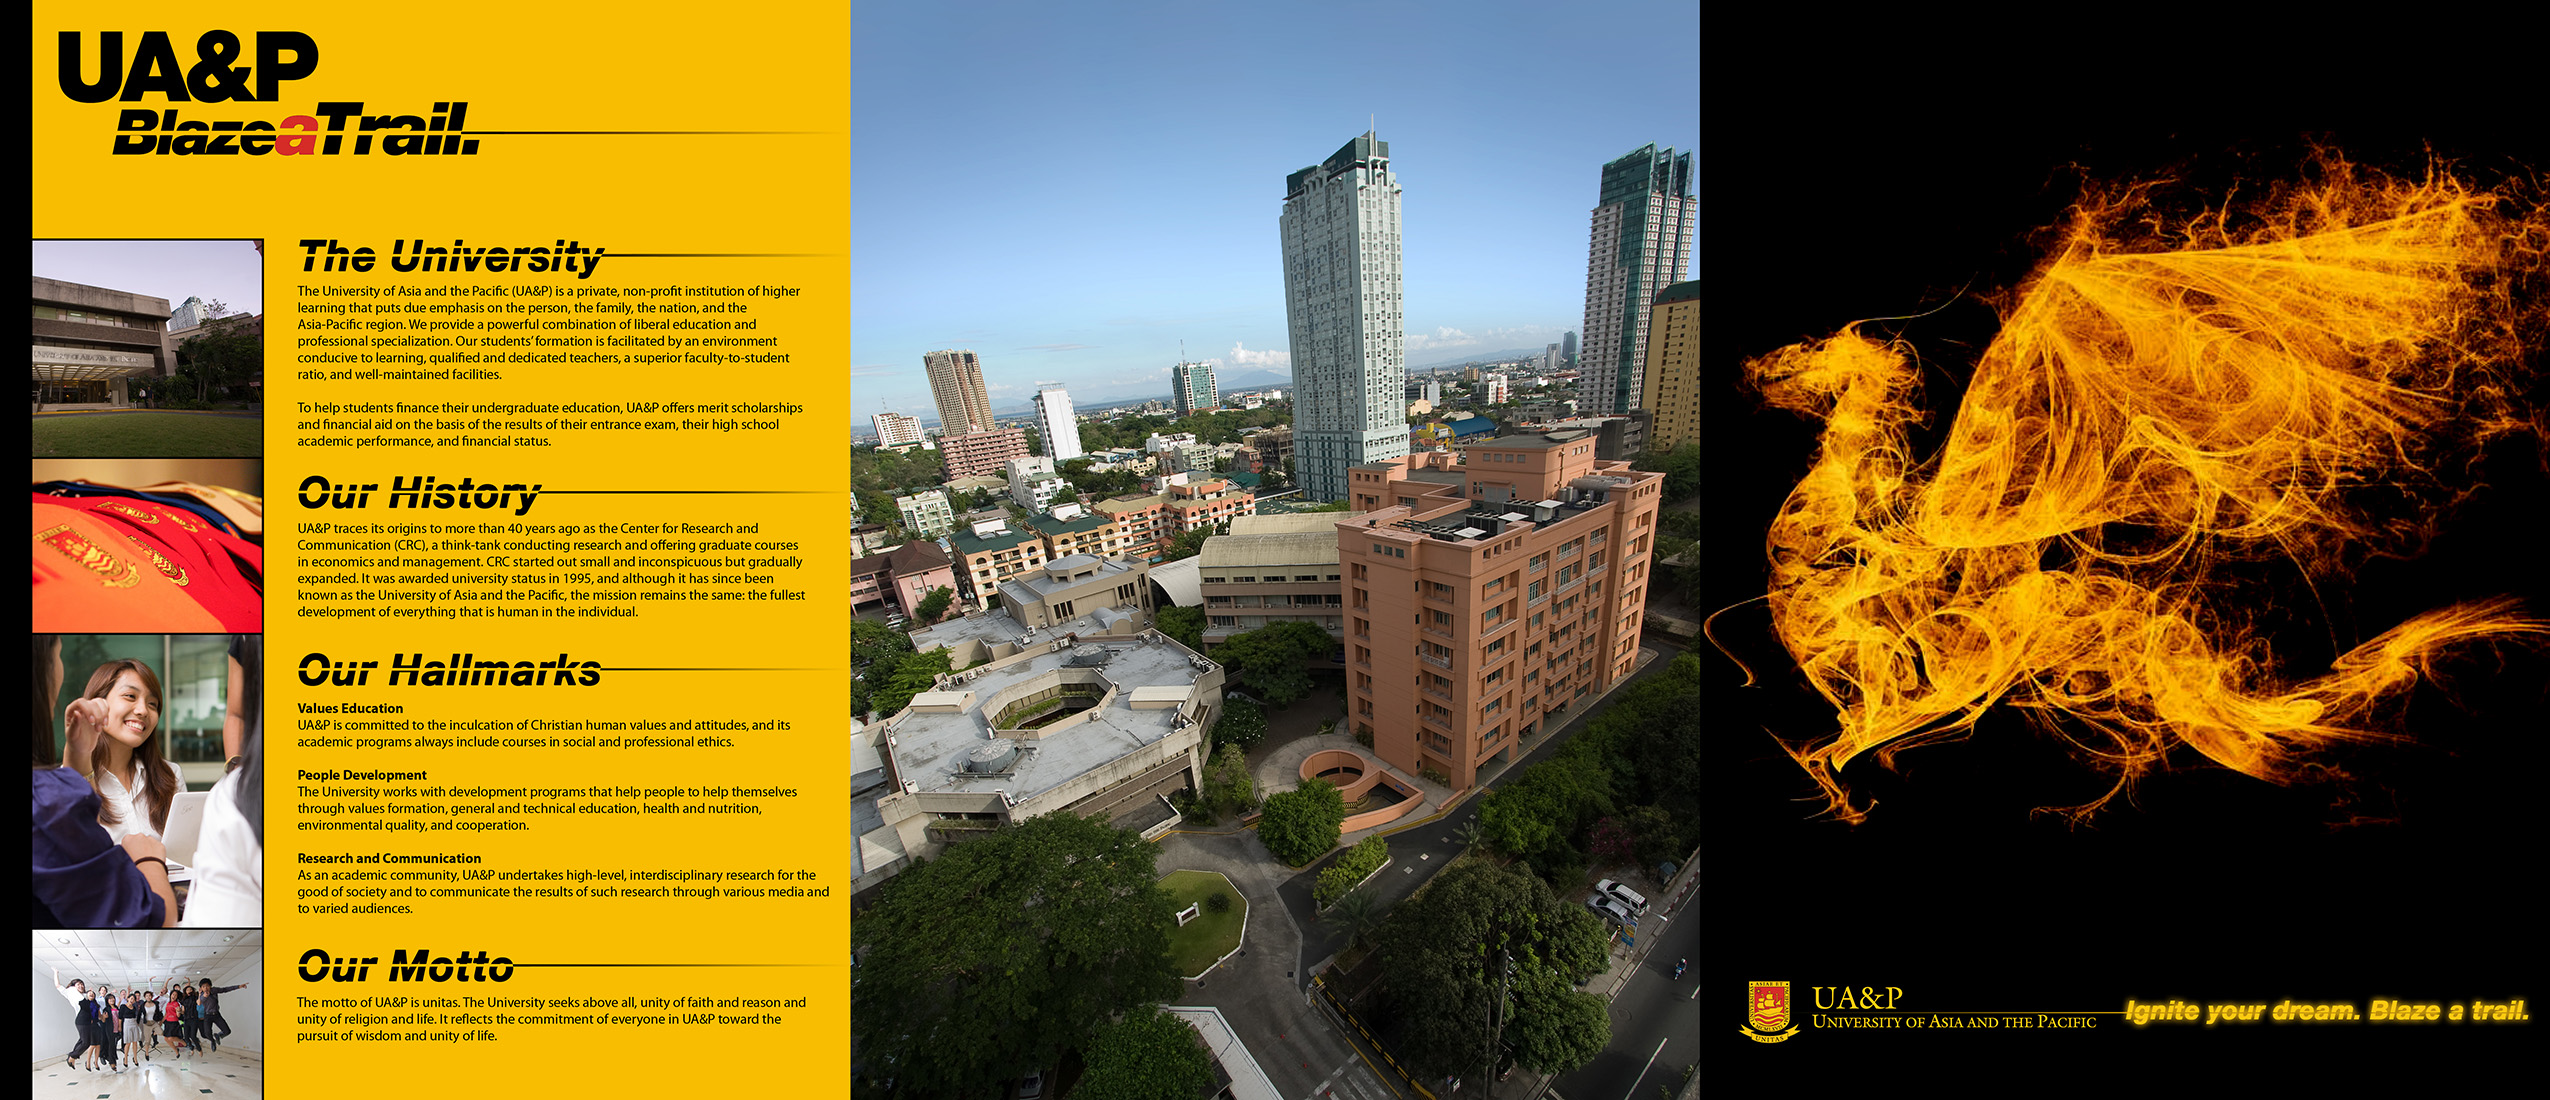 UA&P
Blaze a Trail.
The University
The University of Asia and the Pacific (UA&P) is a private, non-profit institution of higher
learning that puts due emphasis on the person, the family, the nation, and the
Asia-Pacific region. We provide a powerful combination of liberal education and
professional specialization. Our students' formation is facilitated by an environment
conducive to learning, qualified and dedicated teachers, a superior faculty-to-student
ratio, and well-maintained facilities.
To help students finance their undergraduate education, UA&P offers merit scholarships
and financial aid on the basis of the results of their entrance exam, their high school
academic performance, and financial status.
Our History
UA&P traces its origins to more than 40 years ago as the Center for Research and
Communication (CRC), a think-tank conducting research and offering graduate courses
in economics and management. CRC started out small and inconspicuous but gradually
expanded. It was awarded university status in 1995, and although it has since been
known as the University of Asia and the Pacific, the mission remains the same: the fullest
development of everything that is human in the individual.
Our Hallmarks
Values Education
UA&P is committed to the inculcation of Christian human values and attitudes, and its
academic programs always include courses in social and professional ethics.
People Development
The University works with development programs that help people to help themselves
through values formation, general and technical education, health and nutrition,
environmental quality, and cooperation.
Research and Communication
As an academic community, UA&P undertakes high-level, interdisciplinary research for the
good of society and to communicate the results of such research through various media and
to varied audiences.
Our Motto
The motto of UA&P is unitas. The University seeks above all, unity of faith and reason and
unity of religion and life. It reflects the commitment of everyone in UA&P toward the
pursuit of wisdom and unity of life.
UNITAS
UA&P
UNIVERSITY OF ASIA AND THE PACIFIC
Ignite your dream. Blaze a trail.